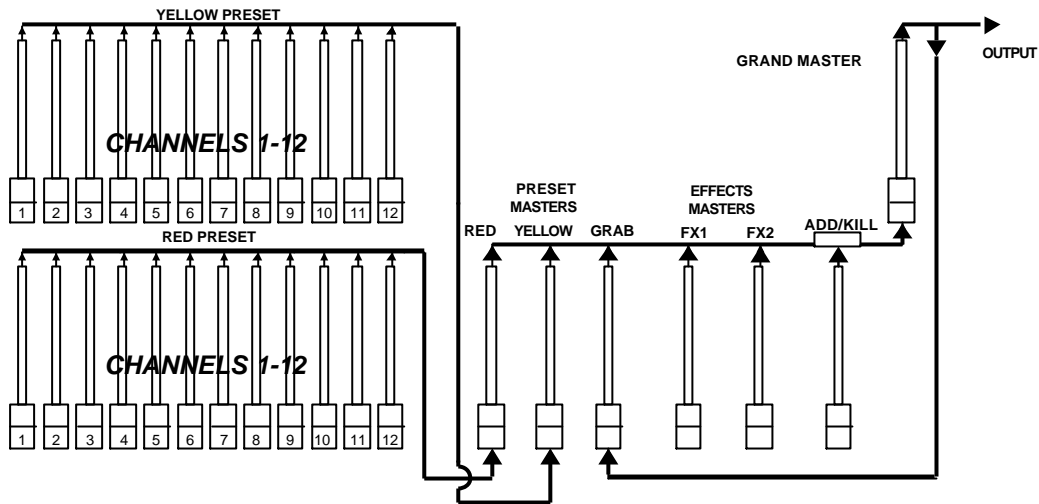 YELLOW PRESET
CHANNELS 1-12
1 2 3 4 5 6 7 8 9 10 11 12
RED PRESET
CHANNELS 1-12
1 2 3 4 5 6 7 8 9 10 11 12
PRESET
MASTERS
RED YELLOW GRAB
EFFECTS
MASTERS
FX1 FX2
ADD/KILL
GRAND MASTER
OUTPUT